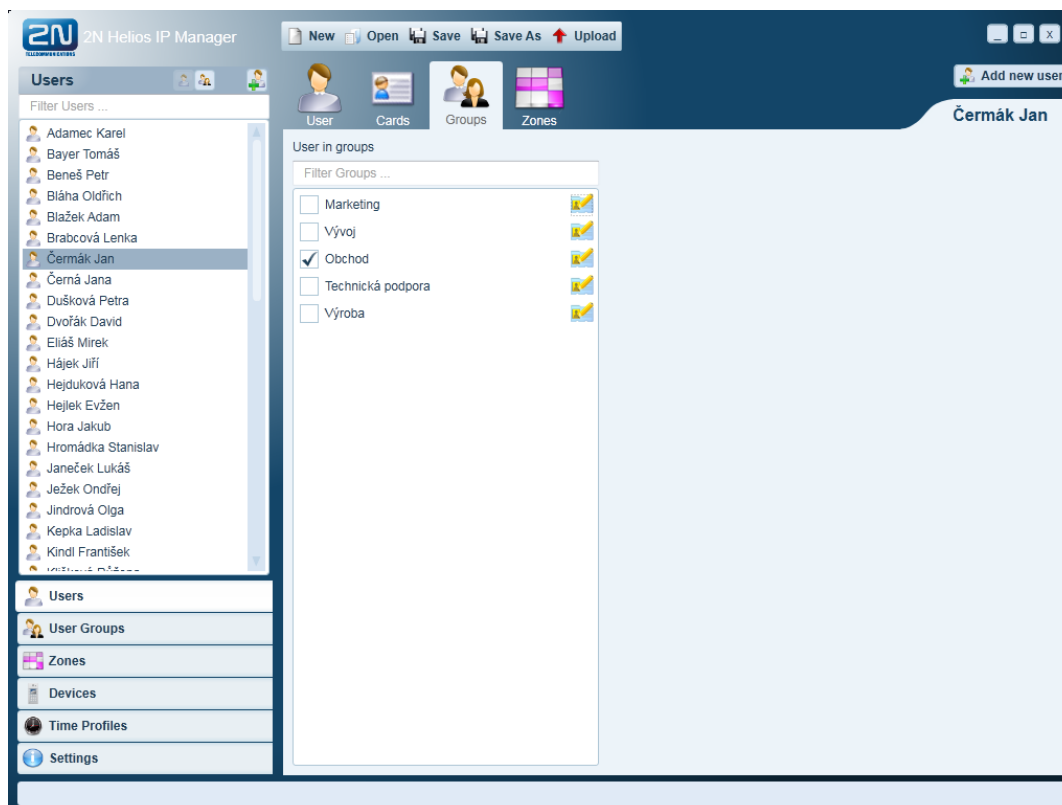 2N
TELECOMMUNICATIONS
2N Helios IP Manager
New Open Save Save As Upload
_ X
Users
Filter Users ...
Adamec Karel
Bayer Tomáš
Beneš Petr
Bláha Oldřich
Blažek Adam
Brabcová Lenka
Čermák Jan
Černá Jana
Dušková Petra
Dvořák David
Eliáš Mirek
Hájek Jiří
Hejduková Hana
Hejlek Evžen
Hora Jakub
Hromádka Stanislav
Janeček Lukáš
Ježek Ondřej
Jindrová Olga
Kepka Ladislav
Kindl František
Users
User Groups
Zones
Devices
Time Profiles
Settings
User Cards Groups Zones
Add new user
Čermák Jan
User in groups
Filter Groups ...
Marketing
Vývoj
Obchod
Technická podpora
Výroba